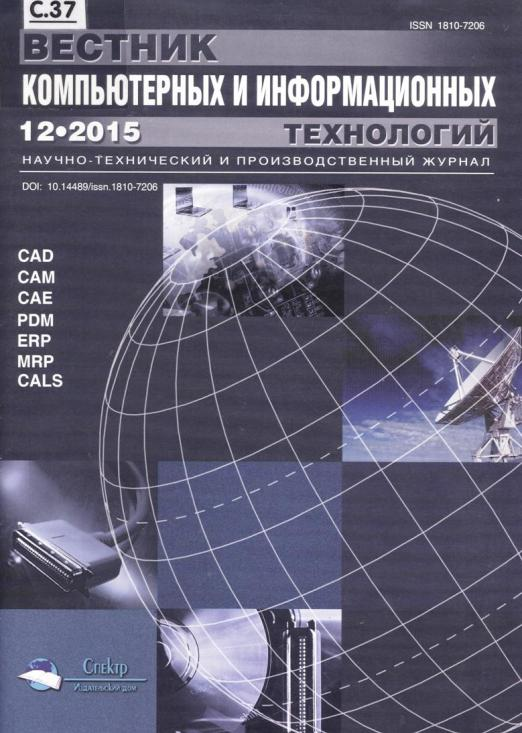 С.37
ISSN 1810-7206
ВЕСТНИК
КОМПЬЮТЕРНЫХ И ИНФОРМАЦИОННЫХ
12•2015 ТЕХНОЛОГИЙ
НАУЧНО-ТЕХНИЧЕСКИЙ И ПРОИЗВОДСТВЕННЫЙ ЖУРНАЛ
DOI: 10.14489/issn.1810-7206
CAD
CAM
CAE
PDM
ERP
MRP
CALS
Спектр
Издательский дом